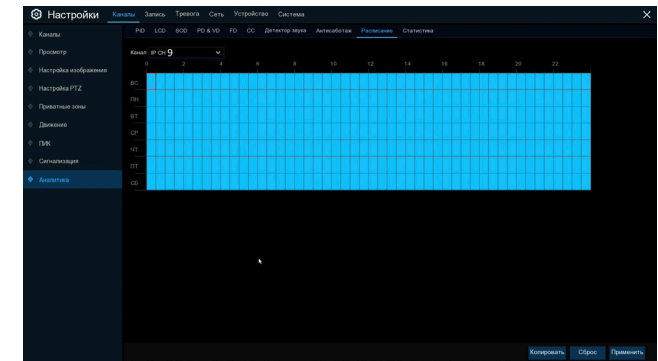 Настройки Каналы Запись Тревога Сеть Устройство Система
Каналы
PiD LCD SOD PD & VD FD CC Детектор звука Антисаботаж Расписание Статистика
Просмотр
Канал IP CH 9
Настройка изображения
0 2 4 6 8 10 12 14 16 18 20 22
ВС
Настройка PTZ
ПН
Приватные зоны
ВТ
Движение
СР
ПИК
ЧТ
Сигнализация
ПТ
Аналитика
СБ
Копировать Сброс Применить